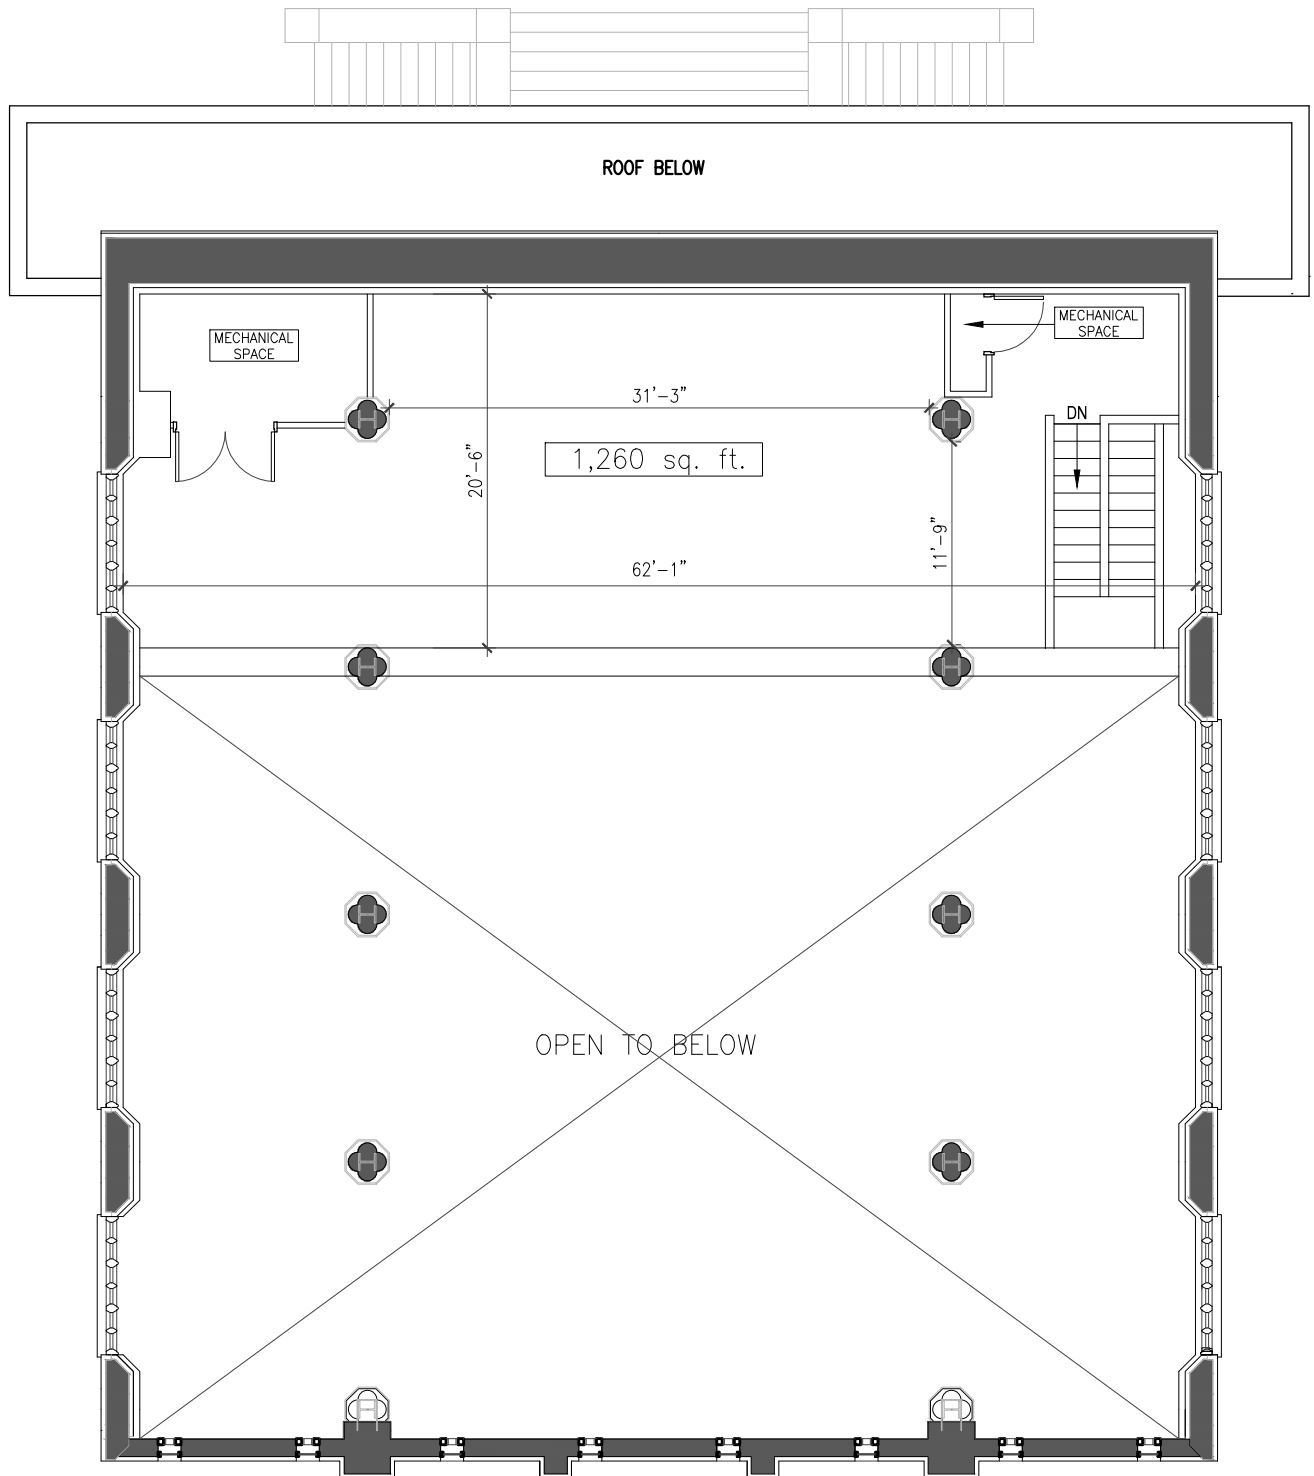 ROOF BELOW
MECHANICAL
SPACE
MECHANICAL
SPACE
31'-3"
DN
1,260 sq. ft.
20'-6"
11'-9"
62'-1"
OPEN TO BELOW